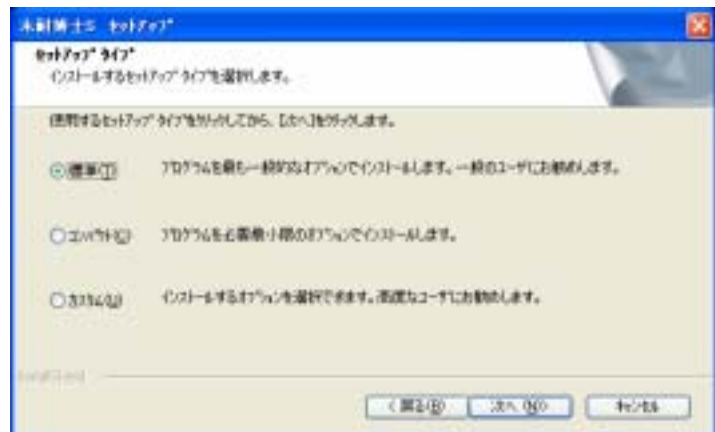 木耐博士S セットアップ
セットアップ タイプ
インストールするセットアップ タイプを選択します。
使用するセットアップ タイプをクリックしてから、[次へ]をクリックします。
標準(T) プログラムを最も一般的なオプションでインストールします。一般のユーザにお勧めします。
コンパクト(C) プログラムを必要最小限のオプションでインストールします。
カスタム(U) インストールするオプションを選択できます。高度なユーザにお勧めします。
InstallShield
< 戻る(B) 次へ(N)> キャンセル